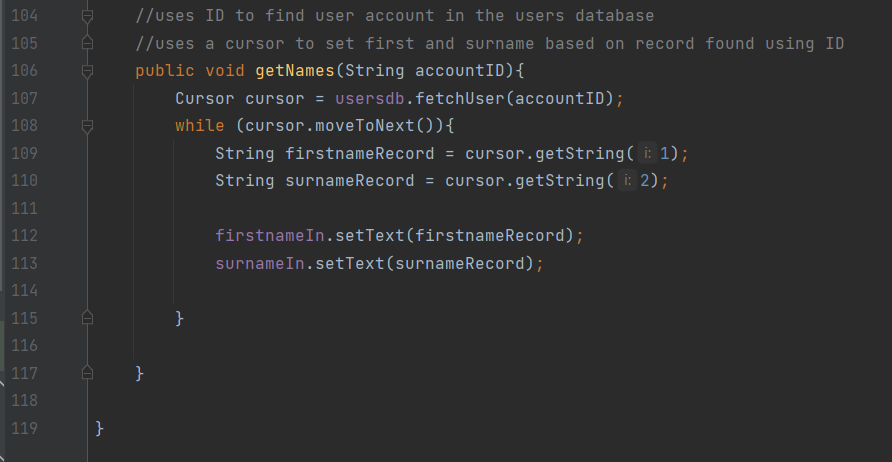 104 //uses ID to find user account in the users database
105 //uses a cursor to set first and surname based on record found using ID
106 public void getNames(String accountID){
107 Cursor cursor = usersdb.fetchUser(accountID);
108 while (cursor.moveToNext()){
109 String firstnameRecord = cursor.getString( i: 1);
110 String surnameRecord = cursor.getString( i: 2);
111
112 firstnameIn.setText(firstnameRecord);
113 surnameIn.setText(surnameRecord);
114
115 }
116
117 }
118
119 }